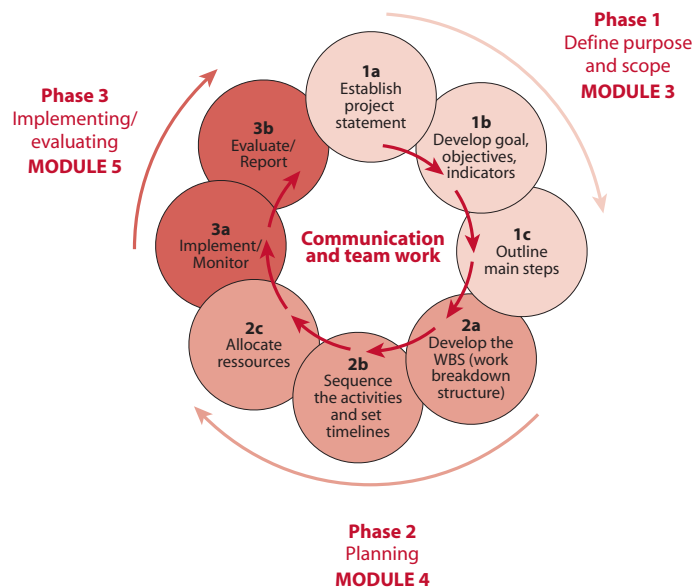 Phase 1
Define purpose
and scope
MODULE 3
1a
Establish
project
statement
1b
Develop goal,
objectives,
indicators
1c
Outline
main steps
Phase 2
Planning
MODULE 4
2a
Develop the
WBS (work
breakdown
structure)
2b
Sequence
the activities
and set
timelines
2c
Allocate
ressources
Phase 3
Implementing/
evaluating
MODULE 5
3a
Implement/
Monitor
3b
Evaluate/
Report
Communication
and team work